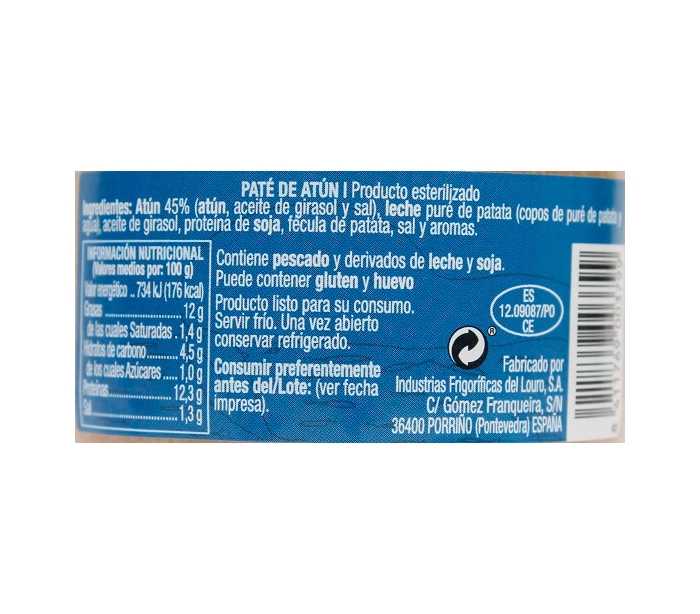 PATÉ DE ATÚN | Producto esterilizado
Ingredientes: Atún 45% (atún, aceite de girasol y sal), leche puré de patata (copos de puré de patata y
agua), aceite de girasol, proteína de soja, fécula de patata, sal y aromas.
INFORMACIÓN NUTRICIONAL
(Valores medios por: 100 g)
Valor energético .. 734 kJ (176 kcal)
Grasas ........................ 12 g
de las cuales Saturadas . 1,4 g
Hidratos de carbono ........ 4,5 g
de los cuales Azúcares ..... 1,0 g
Proteínas ..................... 12,3 g
Sal .............................. 1,3 g
Contiene pescado y derivados de leche y soja.
Puede contener gluten y huevo
Producto listo para su consumo.
Servir frío. Una vez abierto
conservar refrigerado.
Consumir preferentemente
antes del/Lote: (ver fecha
impresa).
ES
12.09087/PO
CE
®
Fabricado por
Industrias Frigoríficas del Louro, S.A.
C/ Gómez Franqueira, S/N
36400 PORRIÑO (Pontevedra) ESPAÑA